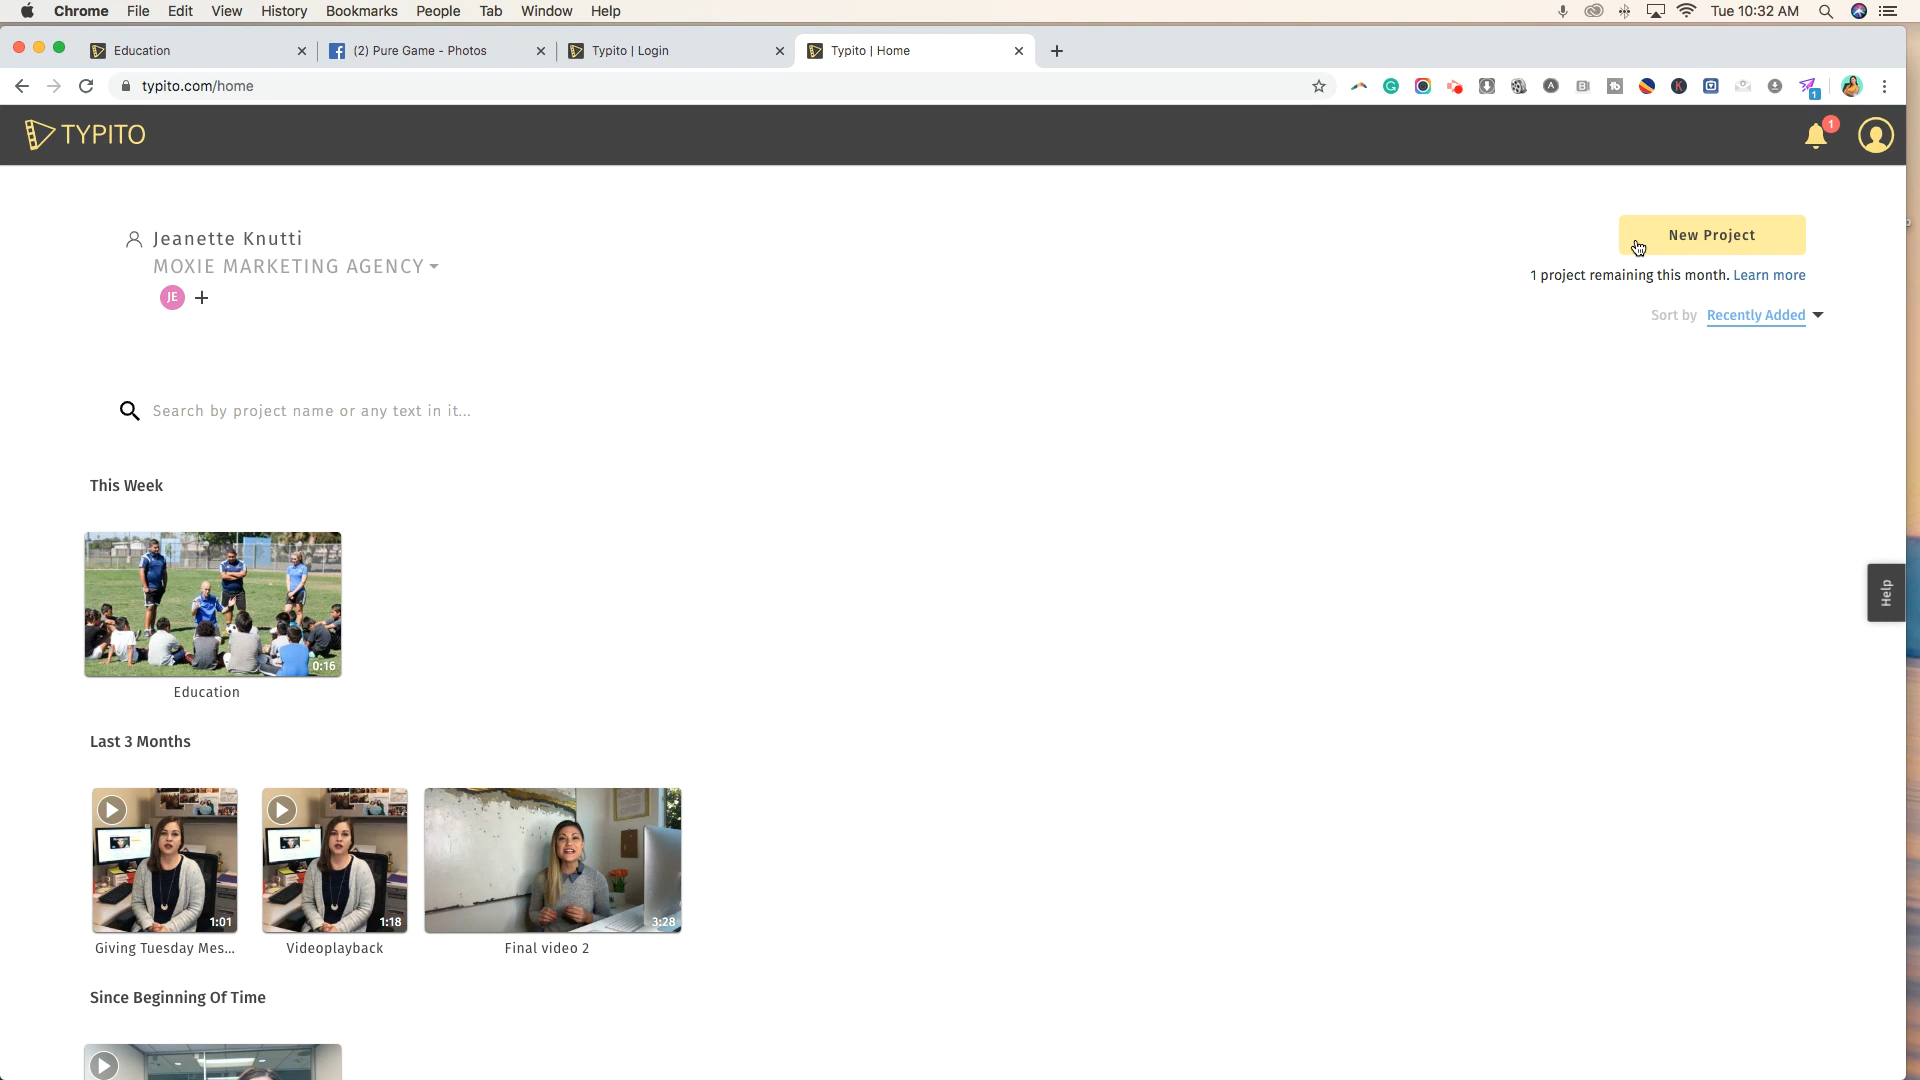 Chrome File Edit View History Bookmarks People Tab Window Help Tue 10:32 AM
Education (2) Pure Game - Photos Typito | Login Typito | Home
typito.com/home
1
TYPITO
1
Jeanette Knutti
MOXIE MARKETING AGENCY
JE
New Project
1 project remaining this month. Learn more
Sort by Recently Added
Search by project name or any text in it...
This Week
0:16
Education
Help
Last 3 Months
1:01 1:18 3:28
Giving Tuesday Mes... Videoplayback Final video 2
Since Beginning Of Time